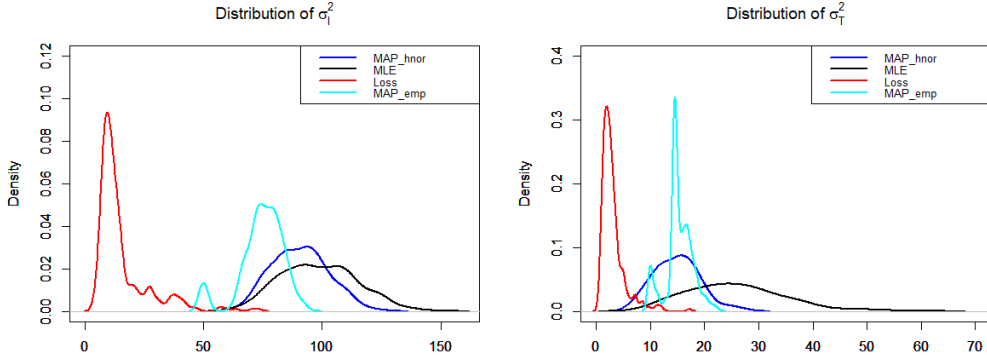 Distribution of σ_I^2
MAP_hnor
MLE
Loss
MAP_emp
Density
0.00 0.02 0.04 0.06 0.08 0.10 0.12
0 50 100 150
Distribution of σ_T^2
MAP_hnor
MLE
Loss
MAP_emp
Density
0.0 0.1 0.2 0.3 0.4
0 10 20 30 40 50 60 70